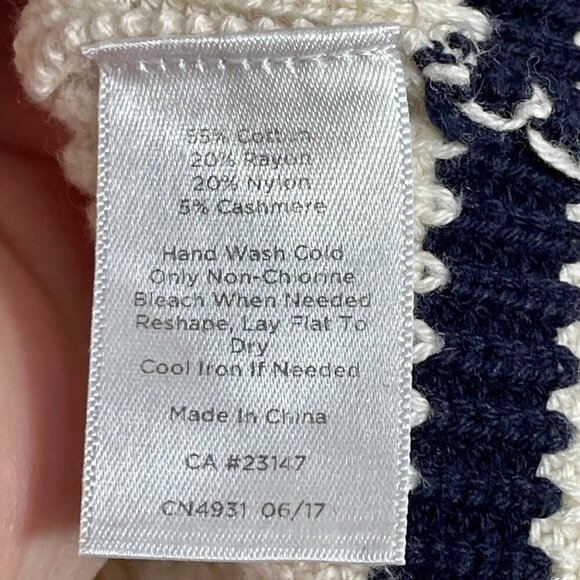 55% Cotton
20% Rayon
20% Nylon
5% Cashmere
Hand Wash Cold
Only Non-Chlorine
Bleach When Needed
Reshape, Lay Flat To
Dry
Cool Iron If Needed
Made In China
CA #23147
CN4931 06/17